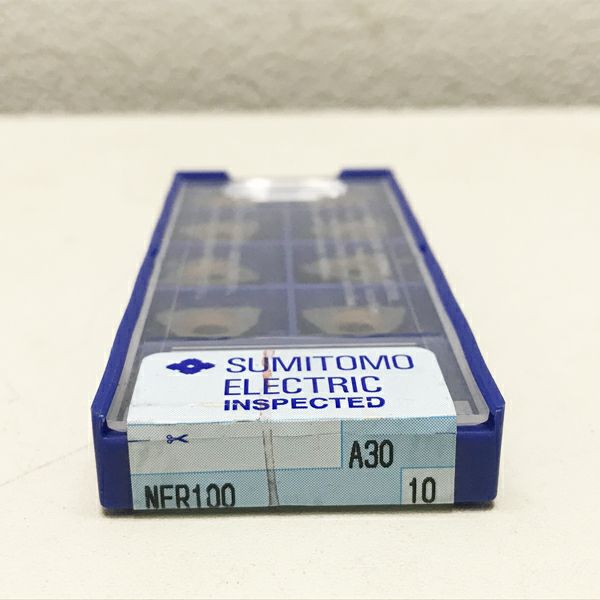 SUMITOMO
ELECTRIC
INSPECTED
A30
NFR100
10